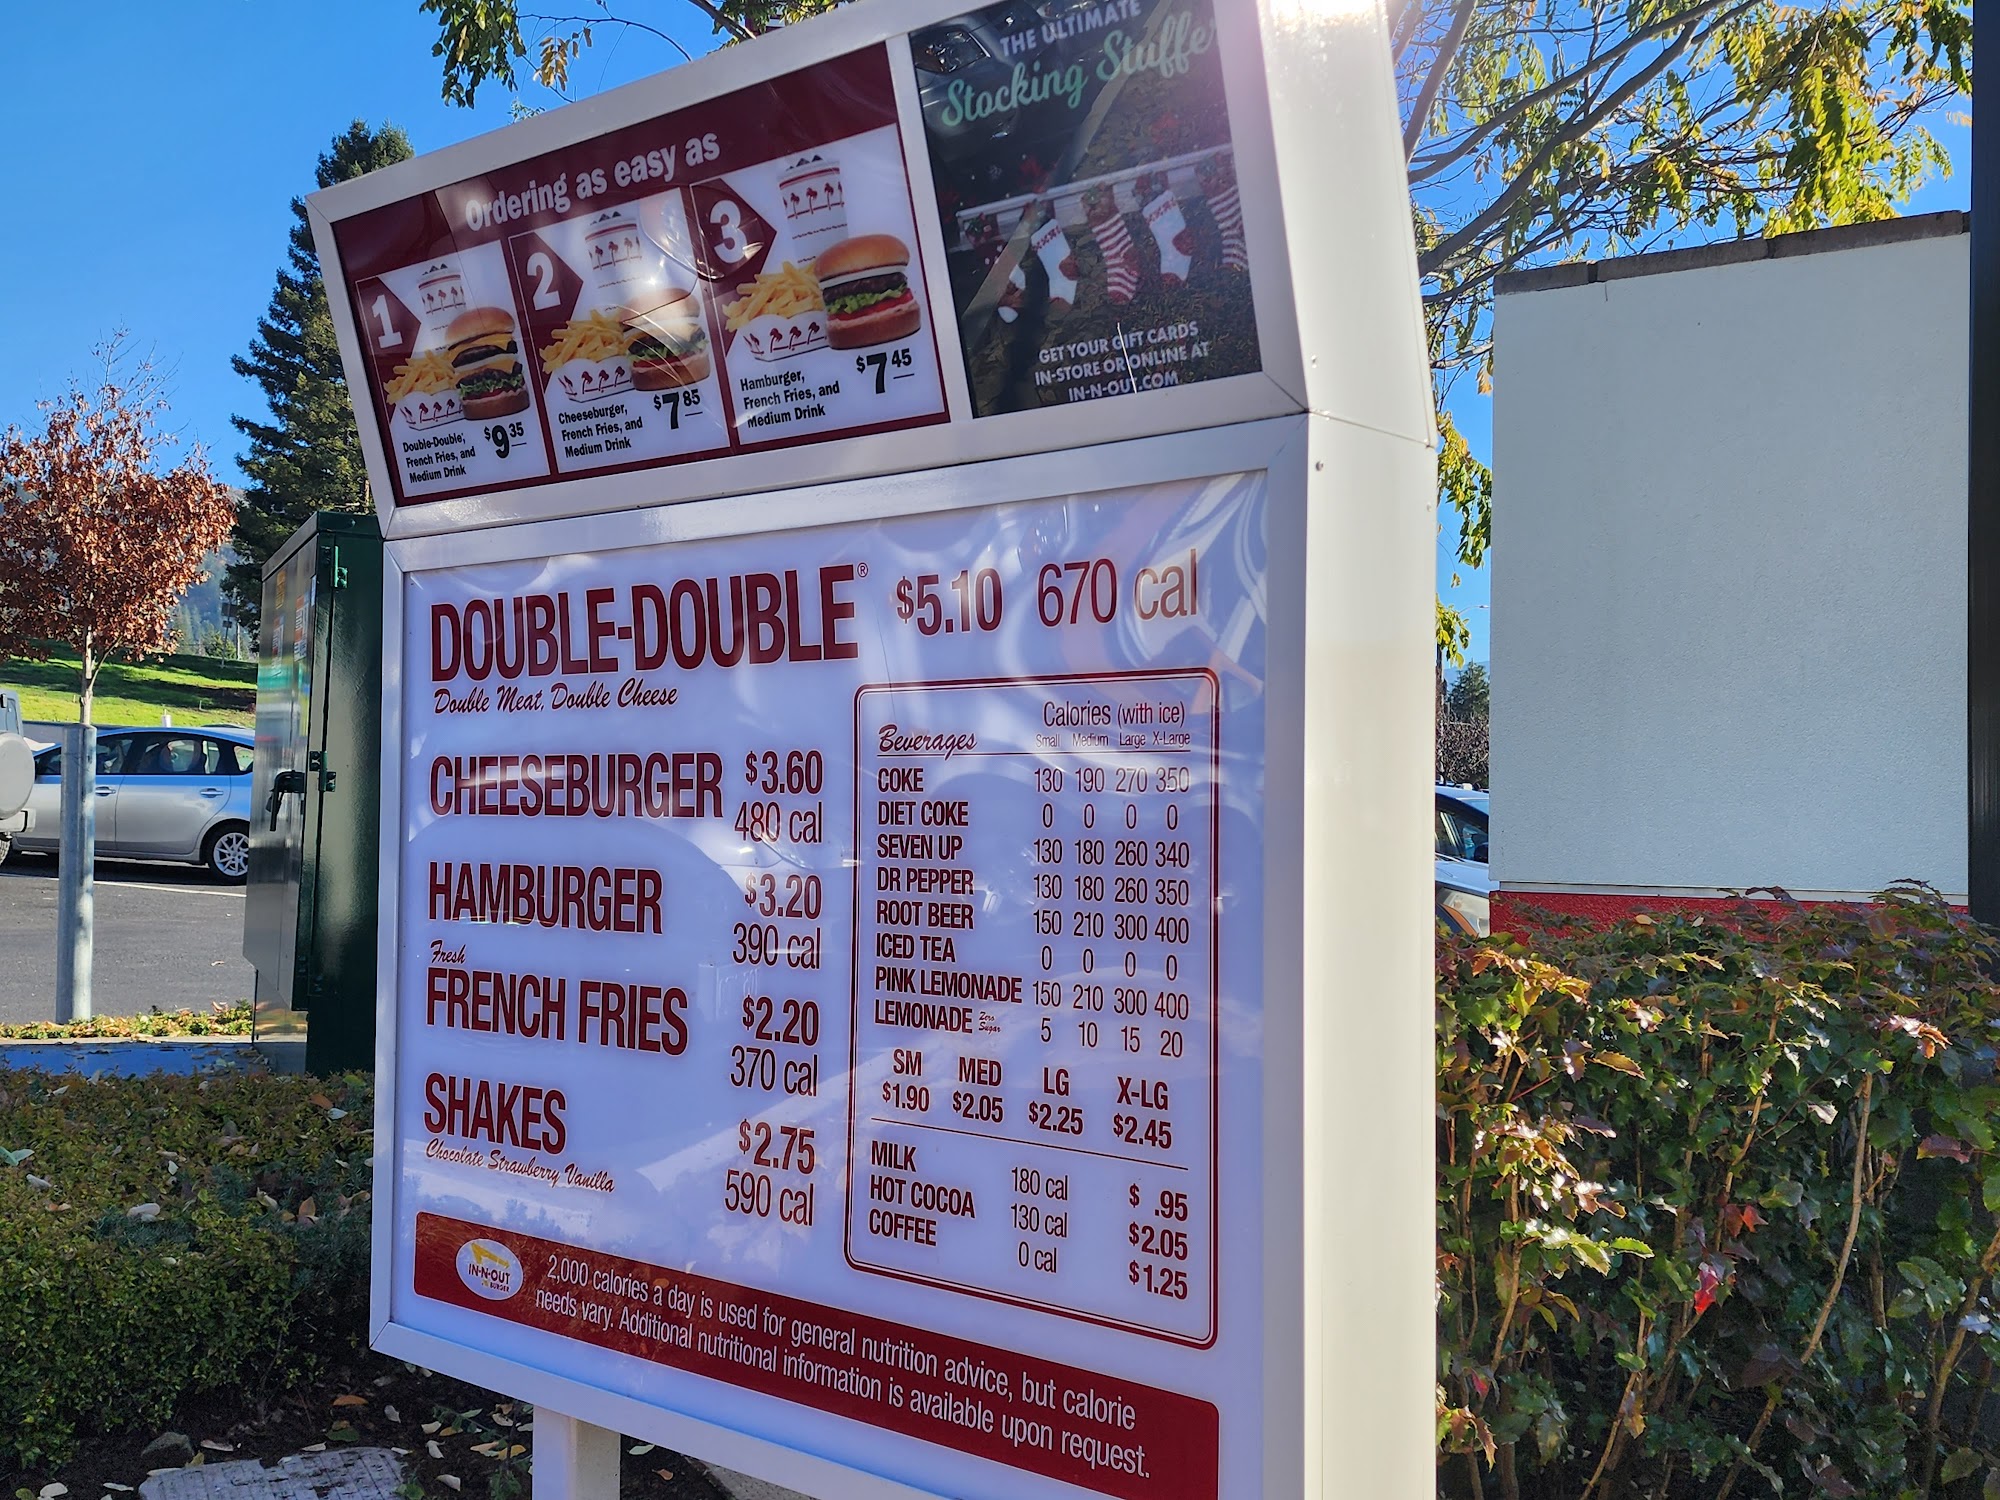 Ordering as easy as
1
Double-Double,
French Fries, and
Medium Drink
$9 35
2
Cheeseburger,
French Fries, and
Medium Drink
$7 85
3
Hamburger,
French Fries, and
Medium Drink
$7 45
THE ULTIMATE
Stocking Stuffe
GET YOUR GIFT CARDS
IN-STORE OR ONLINE AT
IN-N-OUT.COM
DOUBLE-DOUBLE® $5.10 670 cal
Double Meat, Double Cheese
CHEESEBURGER $3.60
480 cal
HAMBURGER $3.20
390 cal
Fresh
FRENCH FRIES $2.20
370 cal
SHAKES $2.75
Chocolate Strawberry Vanilla
590 cal
Calories (with ice)
Beverages Small Medium Large X-Large
COKE 130 190 270 350
DIET COKE 0 0 0 0
SEVEN UP 130 180 260 340
DR PEPPER 130 180 260 350
ROOT BEER 150 210 300 400
ICED TEA 0 0 0 0
PINK LEMONADE 150 210 300 400
LEMONADE Zero Sugar 5 10 15 20
SM MED LG X-LG
$1.90 $2.05 $2.25 $2.45
MILK 180 cal $ .95
HOT COCOA 130 cal $2.05
COFFEE 0 cal $1.25
IN-N-OUT
BURGER
2,000 calories a day is used for general nutrition advice, but calorie
needs vary. Additional nutritional information is available upon request.